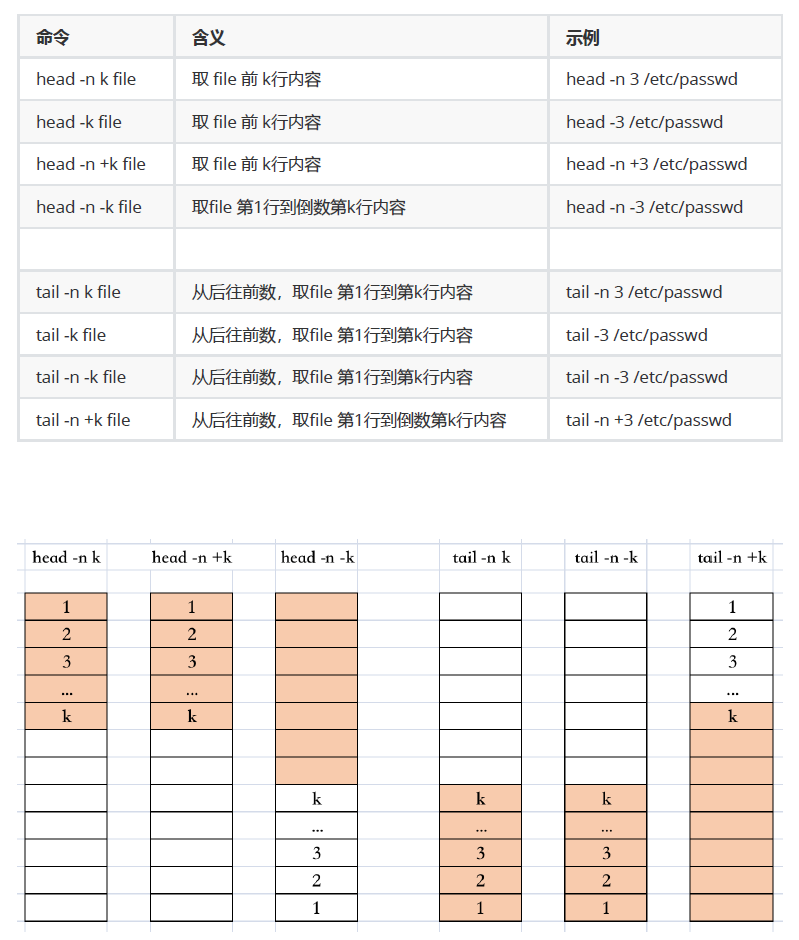 命令 含义 示例
head -n k file 取 file 前 k行内容 head -n 3 /etc/passwd
head -k file 取 file 前 k行内容 head -3 /etc/passwd
head -n +k file 取 file 前 k行内容 head -n +3 /etc/passwd
head -n -k file 取file 第1行到倒数第k行内容 head -n -3 /etc/passwd
tail -n k file 从后往前数，取file 第1行到第k行内容 tail -n 3 /etc/passwd
tail -k file 从后往前数，取file 第1行到第k行内容 tail -3 /etc/passwd
tail -n -k file 从后往前数，取file 第1行到第k行内容 tail -n -3 /etc/passwd
tail -n +k file 从后往前数，取file 第1行到倒数第k行内容 tail -n +3 /etc/passwd
head -n k head -n +k head -n -k tail -n k tail -n -k tail -n +k
1 1 1
2 2 2
3 3 3
... ... ...
k k k
k k k
... ... ...
3 3 3
2 2 2
1 1 1